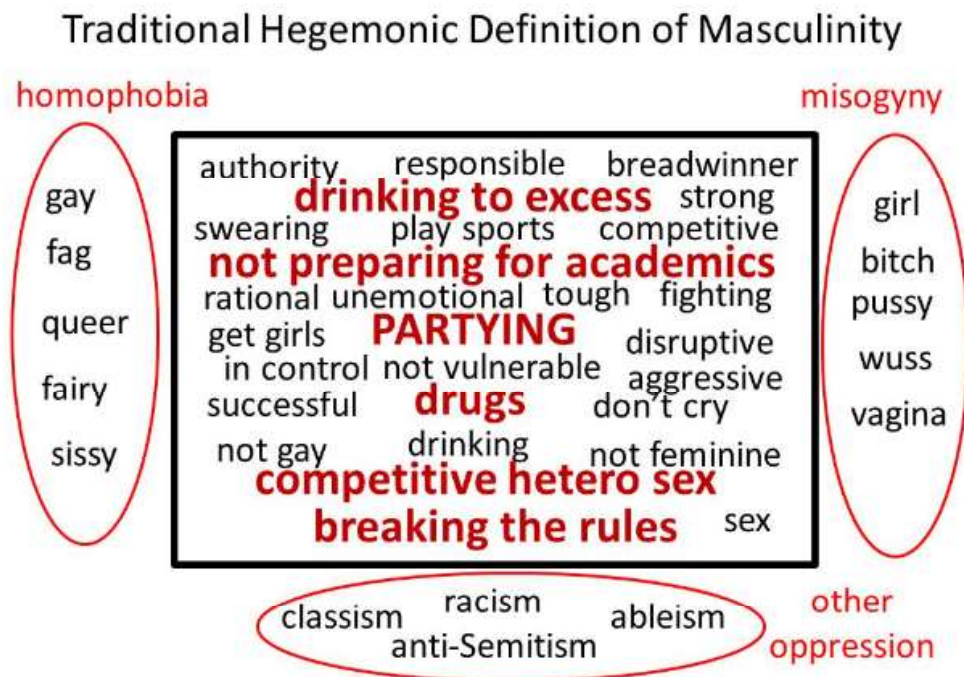 Traditional Hegemonic Definition of Masculinity
homophobia
misogyny
gay
fag
queer
fairy
sissy
authority responsible breadwinner
drinking to excess strong
swearing play sports competitive
not preparing for academics
rational unemotional tough fighting
get girls PARTYING disruptive
in control not vulnerable aggressive
successful drugs don't cry
not gay drinking not feminine
competitive hetero sex
breaking the rules sex
girl
bitch
pussy
wuss
vagina
classism racism ableism
anti-Semitism
other
oppression